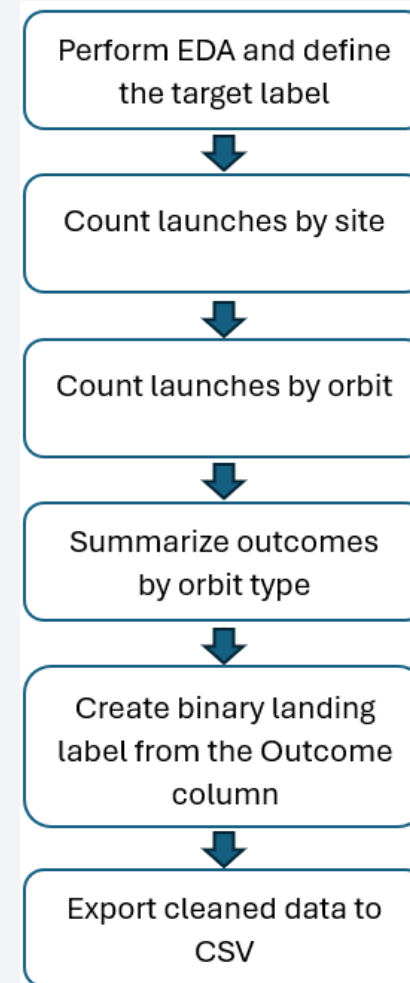 Perform EDA and define
the target label
Count launches by site
Count launches by orbit
Summarize outcomes
by orbit type
Create binary landing
label from the Outcome
column
Export cleaned data to
CSV